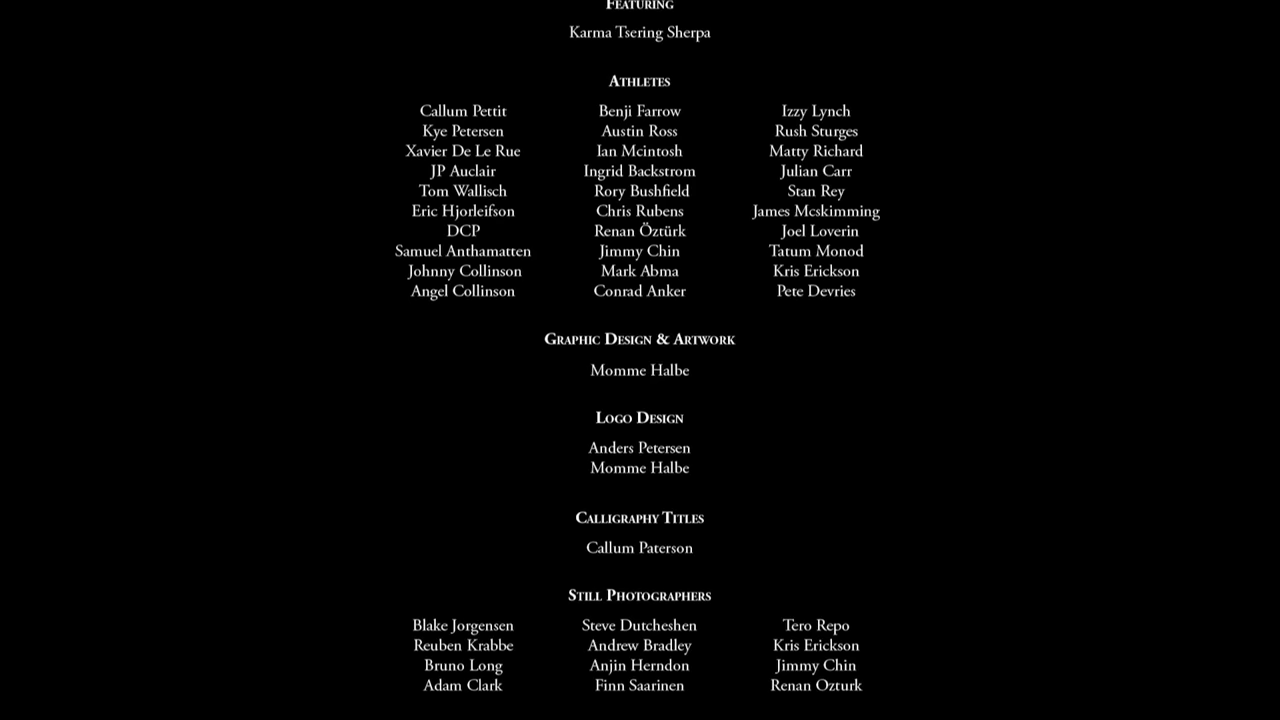 Featuring
Karma Tsering Sherpa
Athletes
Callum Pettit Benji Farrow Izzy Lynch
Kye Petersen Austin Ross Rush Sturges
Xavier De Le Rue Ian Mcintosh Matty Richard
JP Auclair Ingrid Backstrom Julian Carr
Tom Wallisch Rory Bushfield Stan Rey
Eric Hjorleifson Chris Rubens James Mcskimming
DCP Renan Öztürk Joel Loverin
Samuel Anthamatten Jimmy Chin Tatum Monod
Johnny Collinson Mark Abma Kris Erickson
Angel Collinson Conrad Anker Pete Devries
Graphic Design & Artwork
Momme Halbe
Logo Design
Anders Petersen
Momme Halbe
Calligraphy Titles
Callum Paterson
Still Photographers
Blake Jorgensen Steve Dutcheshen Tero Repo
Reuben Krabbe Andrew Bradley Kris Erickson
Bruno Long Anjin Herndon Jimmy Chin
Adam Clark Finn Saarinen Renan Ozturk